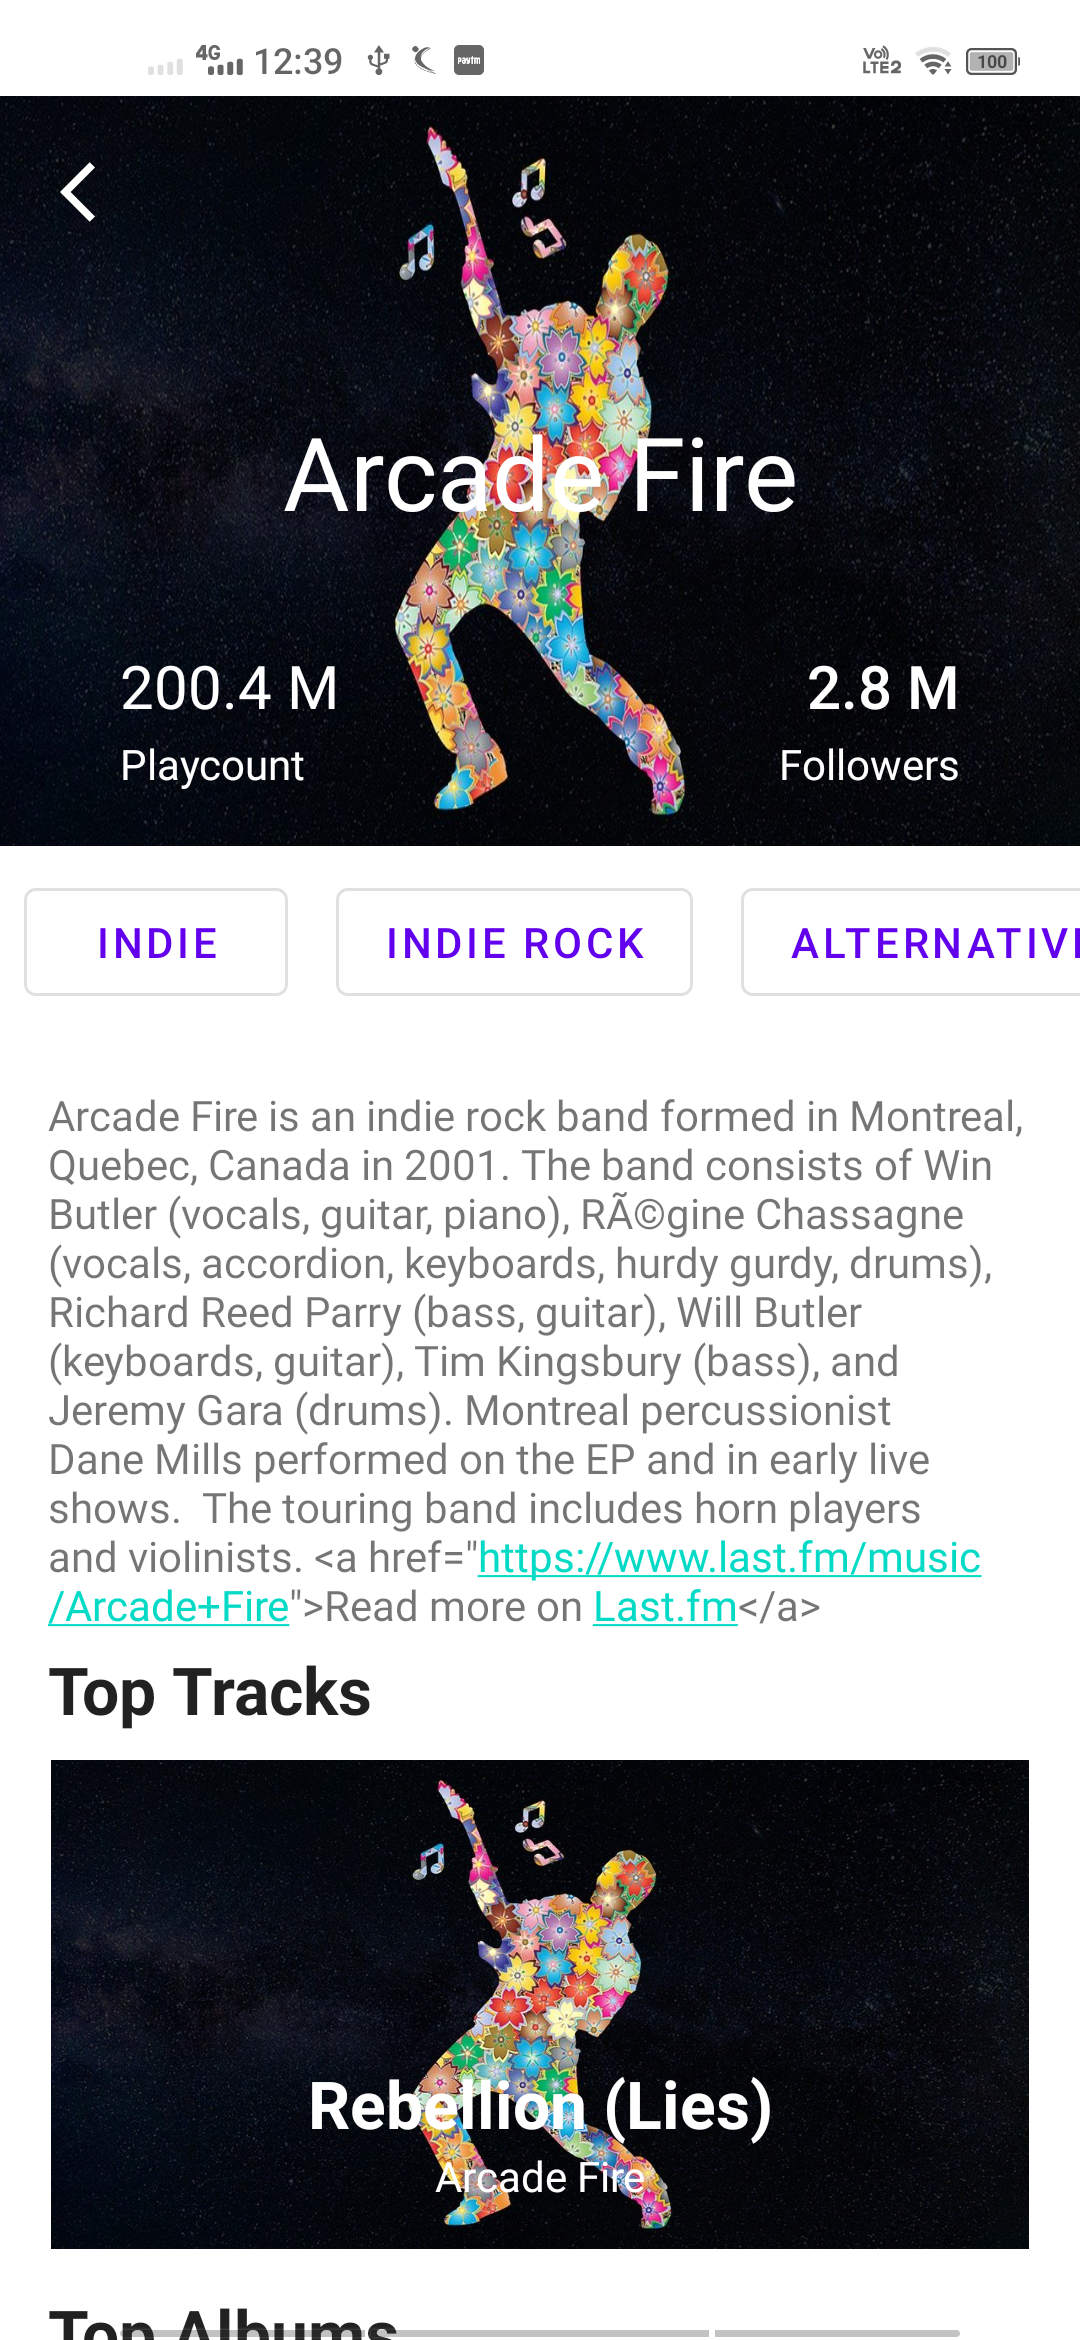 4G 12:39 paytm Vo)) LTE2 100
Arcade Fire
200.4 M 2.8 M
Playcount Followers
INDIE INDIE ROCK ALTERNATIVE
Arcade Fire is an indie rock band formed in Montreal,
Quebec, Canada in 2001. The band consists of Win
Butler (vocals, guitar, piano), RÃ©gine Chassagne
(vocals, accordion, keyboards, hurdy gurdy, drums),
Richard Reed Parry (bass, guitar), Will Butler
(keyboards, guitar), Tim Kingsbury (bass), and
Jeremy Gara (drums). Montreal percussionist
Dane Mills performed on the EP and in early live
shows.  The touring band includes horn players
and violinists. <a href="https://www.last.fm/music
/Arcade+Fire">Read more on Last.fm</a>
Top Tracks
Rebellion (Lies)
Arcade Fire
Top Albums